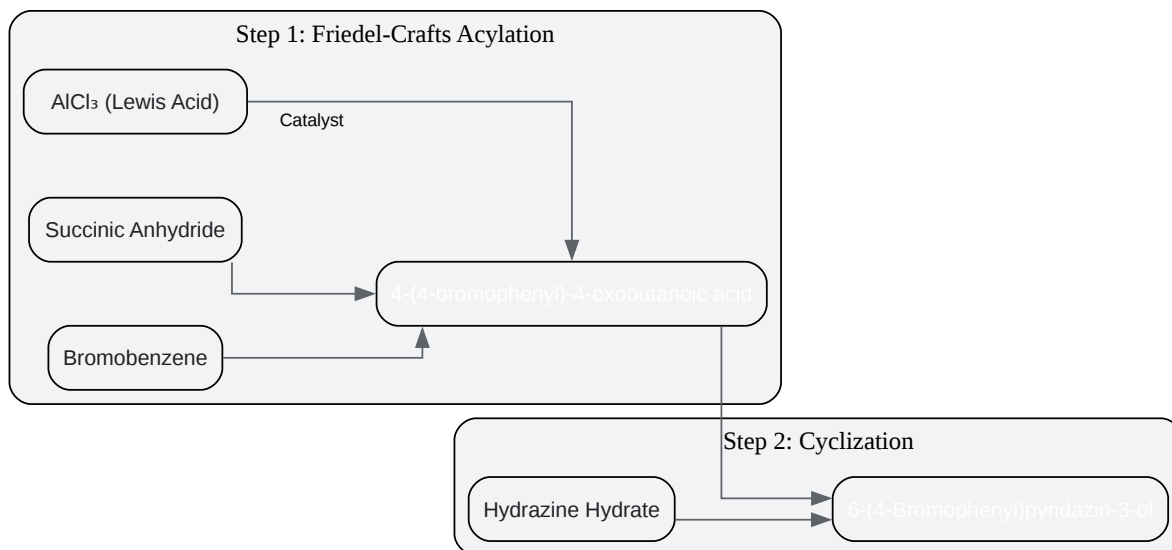 Step 1: Friedel-Crafts Acylation
AlCl₃ (Lewis Acid)
Catalyst
Succinic Anhydride
4-(4-bromophenyl)-4-oxobutanoic acid
Bromobenzene
Step 2: Cyclization
Hydrazine Hydrate
6-(4-Bromophenyl)pyridazin-3-ol